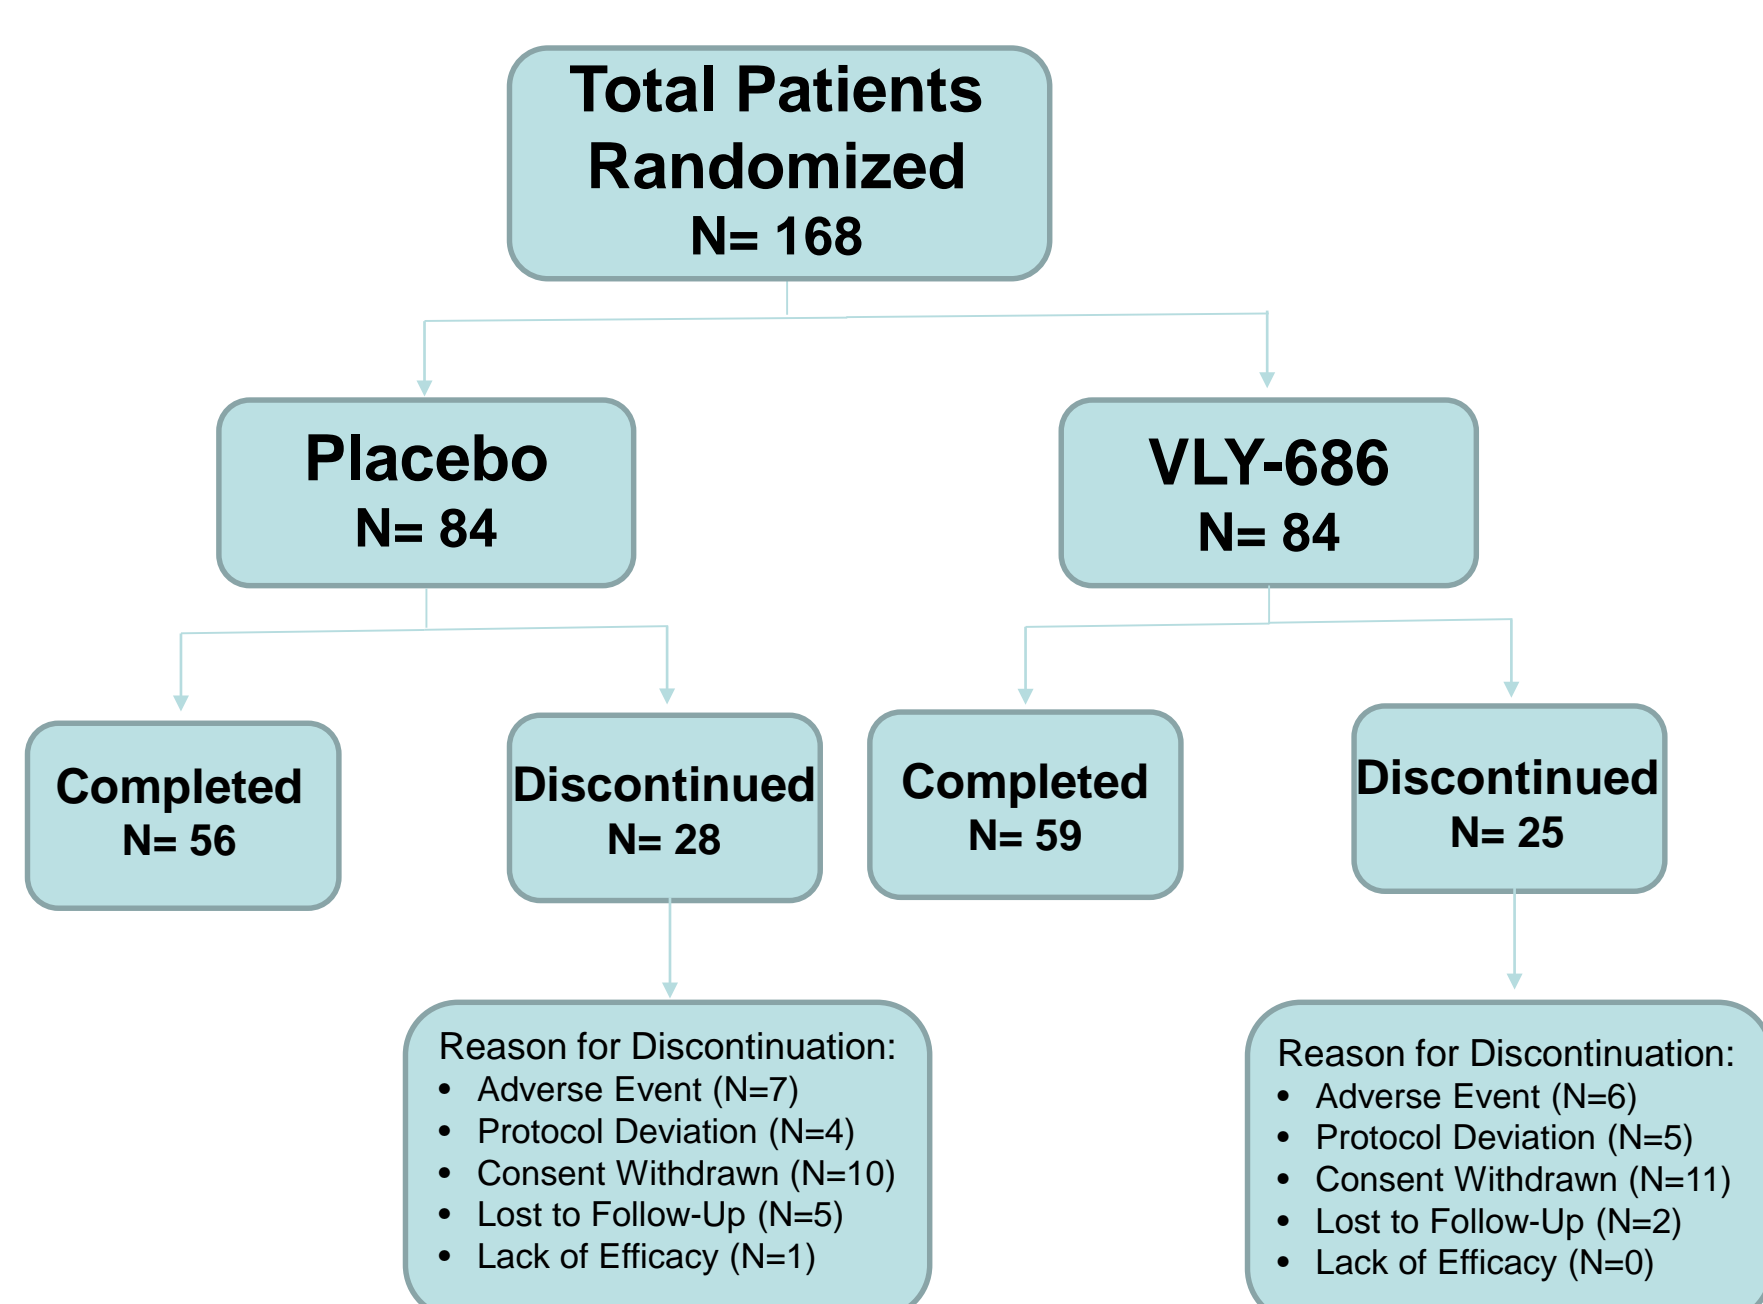 Total Patients
Randomized
N= 168
Placebo
N= 84
VLY-686
N= 84
Completed
N= 56
Discontinued
N= 28
Completed
N= 59
Discontinued
N= 25
Reason for Discontinuation:
• Adverse Event (N=7)
• Protocol Deviation (N=4)
• Consent Withdrawn (N=10)
• Lost to Follow-Up (N=5)
• Lack of Efficacy (N=1)
Reason for Discontinuation:
• Adverse Event (N=6)
• Protocol Deviation (N=5)
• Consent Withdrawn (N=11)
• Lost to Follow-Up (N=2)
• Lack of Efficacy (N=0)